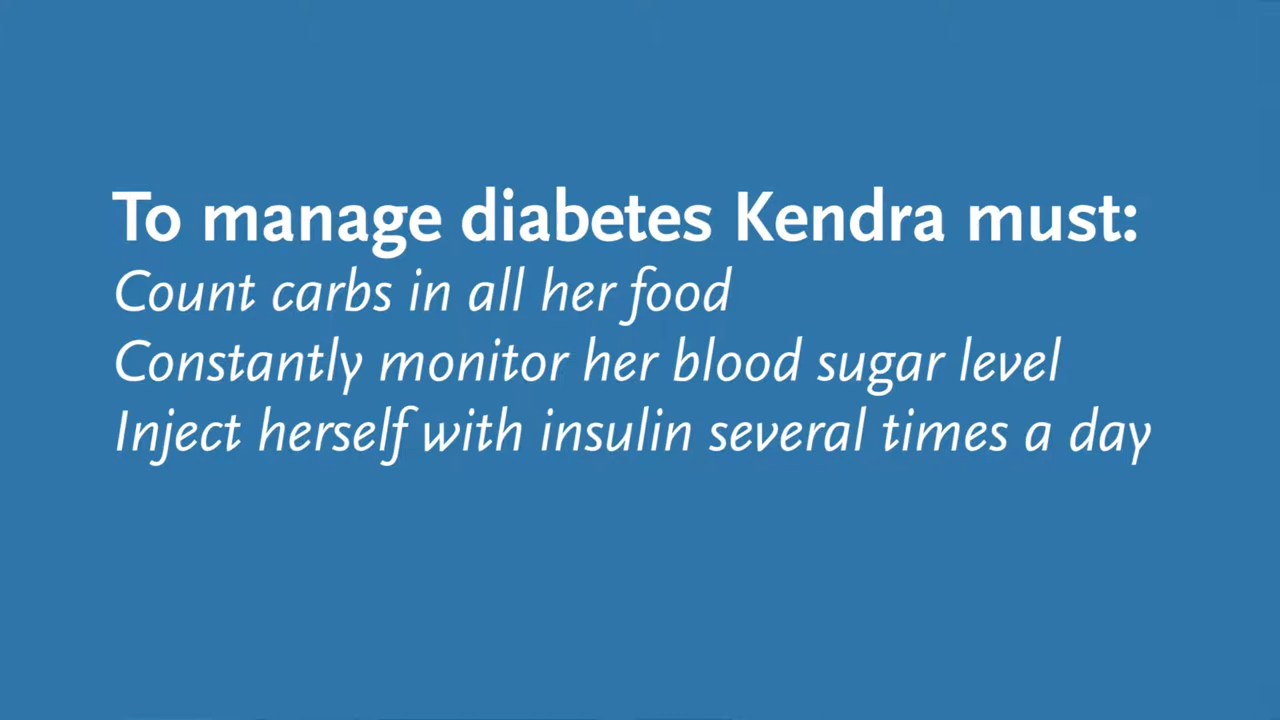 To manage diabetes Kendra must:
Count carbs in all her food
Constantly monitor her blood sugar level
Inject herself with insulin several times a day